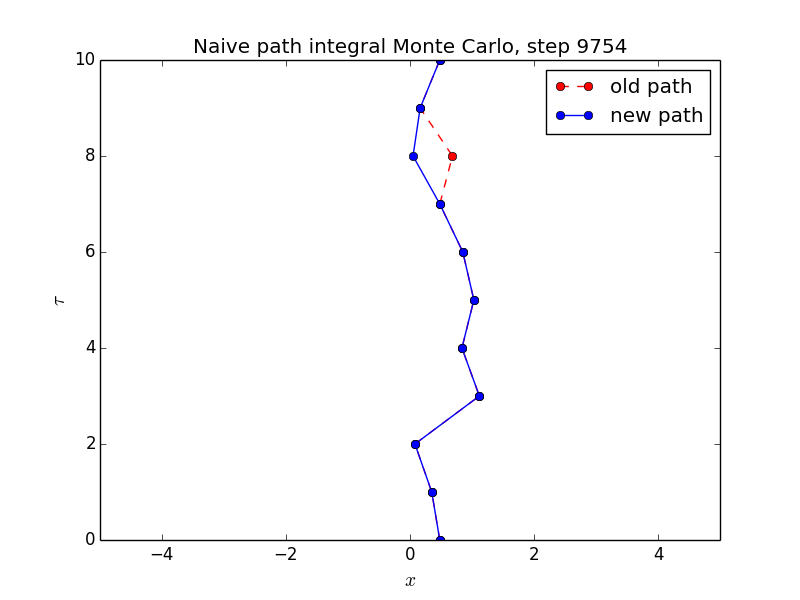 Naive path integral Monte Carlo, step 9754
old path
new path
10
8
6
4
2
0
τ
−4
−2
0
2
4
x